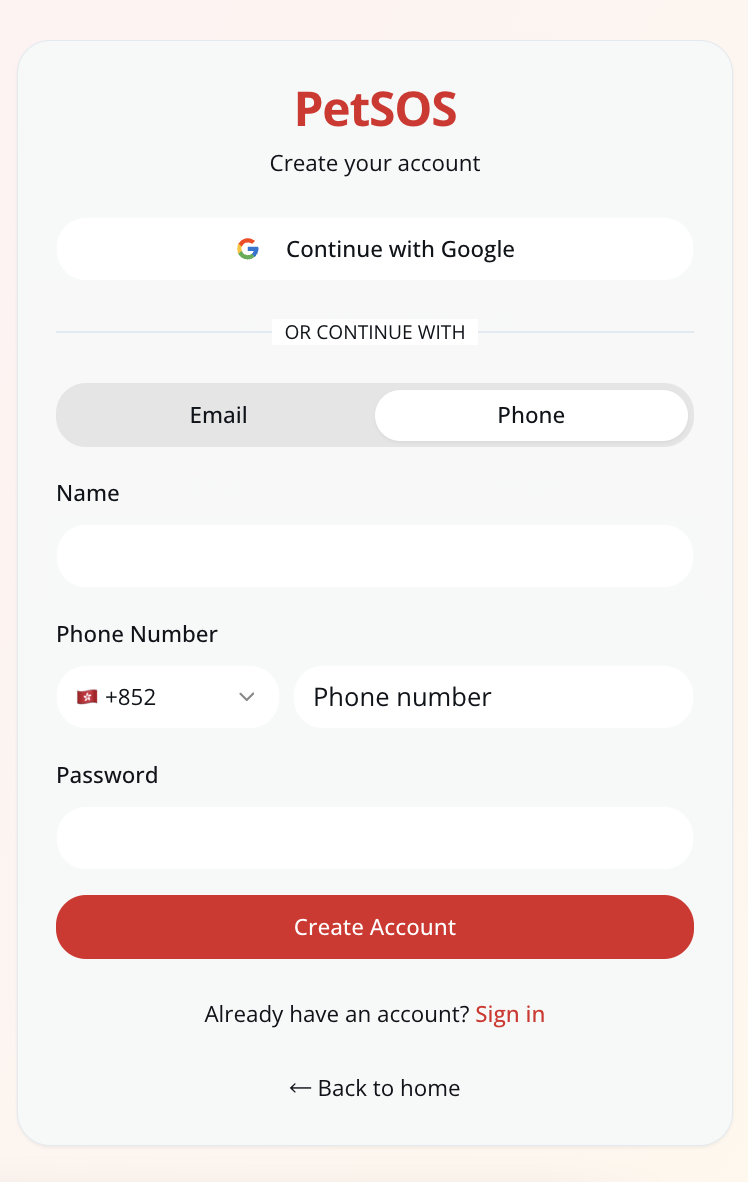 PetSOS
Create your account
Continue with Google
OR CONTINUE WITH
Email
Phone
Name
Phone Number
+852
Phone number
Password
Create Account
Already have an account? Sign in
← Back to home